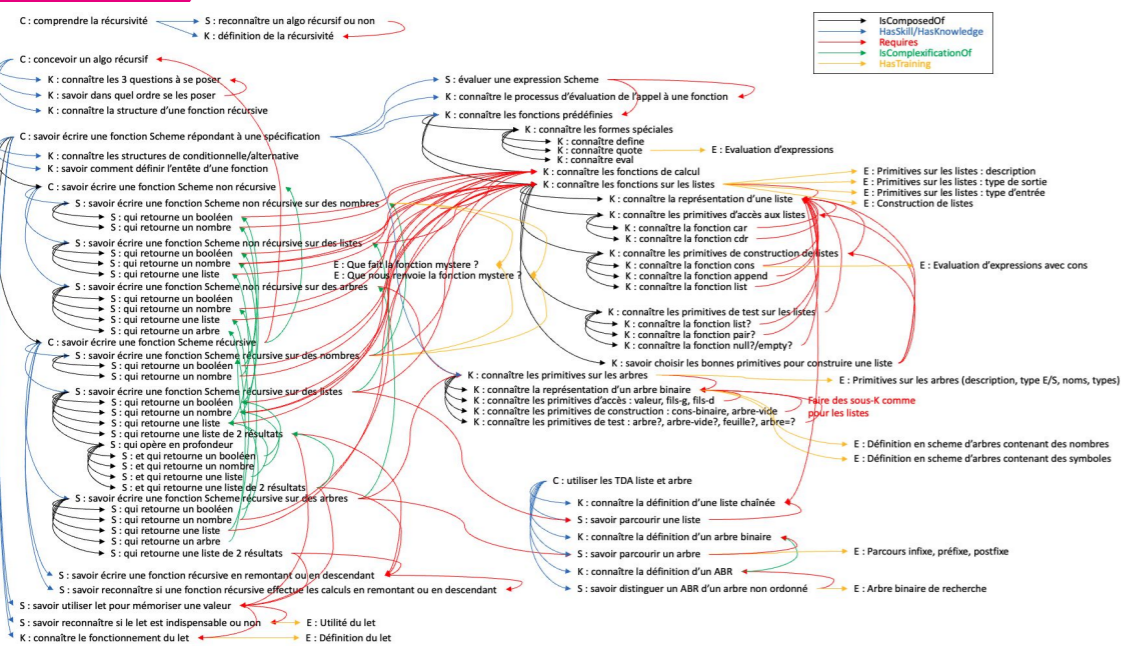 C : comprendre la récursivité
S : reconnaître un algo récursif ou non
K : définition de la récursivité
C : concevoir un algo récursif
K : connaître les 3 questions à se poser
K : savoir dans quel ordre se les poser
K : connaître la structure d'une fonction récursive
C : savoir écrire une fonction Scheme répondant à une spécification
K : connaître les structures de conditionnelle/alternative
K : savoir comment définir l'entête d'une fonction
C : savoir écrire une fonction Scheme non récursive
S : savoir écrire une fonction Scheme non récursive sur des nombres
S : qui retourne un booléen
S : qui retourne un nombre
S : savoir écrire une fonction Scheme non récursive sur des listes
S : qui retourne un booléen
S : qui retourne un nombre
S : qui retourne une liste
S : savoir écrire une fonction Scheme non récursive sur des arbres
S : qui retourne un booléen
S : qui retourne un nombre
S : qui retourne une liste
S : qui retourne un arbre
C : savoir écrire une fonction Scheme récursive
S : savoir écrire une fonction Scheme récursive sur des nombres
S : qui retourne un booléen
S : qui retourne un nombre
S : savoir écrire une fonction Scheme récursive sur des listes
S : qui retourne un booléen
S : qui retourne un nombre
S : qui retourne une liste
S : qui retourne une liste de 2 résultats
S : qui opère en profondeur
S : et qui retourne un booléen
S : et qui retourne un nombre
S : et qui retourne une liste
S : et qui retourne une liste de 2 résultats
S : savoir écrire une fonction Scheme récursive sur des arbres
S : qui retourne un booléen
S : qui retourne un nombre
S : qui retourne une liste
S : qui retourne un arbre
S : qui retourne une liste de 2 résultats
S : savoir écrire une fonction récursive en remontant ou en descendant
S : savoir reconnaître si une fonction récursive effectue les calculs en remontant ou en descendant
S : savoir utiliser let pour mémoriser une valeur
S : savoir reconnaître si le let est indispensable ou non
E : Utilité du let
K : connaître le fonctionnement du let
E : Définition du let
E : Que fait la fonction mystere ?
E : Que nous renvoie la fonction mystere ?
S : évaluer une expression Scheme
K : connaître le processus d'évaluation de l'appel à une fonction
K : connaître les fonctions prédéfinies
K : connaître les formes spéciales
K : connaître define
K : connaître quote
E : Evaluation d'expressions
K : connaître eval
K : connaître les fonctions de calcul
K : connaître les fonctions sur les listes
E : Primitives sur les listes : description
E : Primitives sur les listes : type de sortie
E : Primitives sur les listes : type d'entrée
E : Construction de listes
K : connaître la représentation d'une liste
K : connaître les primitives d'accès aux listes
K : connaître la fonction car
K : connaître la fonction cdr
K : connaître les primitives de construction de listes
K : connaître la fonction cons
E : Evaluation d'expressions avec cons
K : connaître la fonction append
K : connaître la fonction list
K : connaître les primitives de test sur les listes
K : connaître la fonction list?
K : connaître la fonction pair?
K : connaître la fonction null?/empty?
K : savoir choisir les bonnes primitives pour construire une liste
K : connaître les primitives sur les arbres
E : Primitives sur les arbres (description, type E/S, noms, types)
K : connaître la représentation d'un arbre binaire
K : connaître les primitives d'accès : valeur, fils-g, fils-d
K : connaître les primitives de construction : cons-binaire, arbre-vide
K : connaître les primitives de test : arbre?, arbre-vide?, feuille?, arbre=?
Faire des sous-K comme
pour les listes
E : Définition en scheme d'arbres contenant des nombres
E : Définition en scheme d'arbres contenant des symboles
C : utiliser les TDA liste et arbre
K : connaître la définition d'une liste chaînée
S : savoir parcourir une liste
K : connaître la définition d'un arbre binaire
S : savoir parcourir un arbre
E : Parcours infixe, préfixe, postfixe
K : connaître la définition d'un ABR
S : savoir distinguer un ABR d'un arbre non ordonné
E : Arbre binaire de recherche
IsComposedOf
HasSkill/HasKnowledge
Requires
IsComplexificationOf
HasTraining